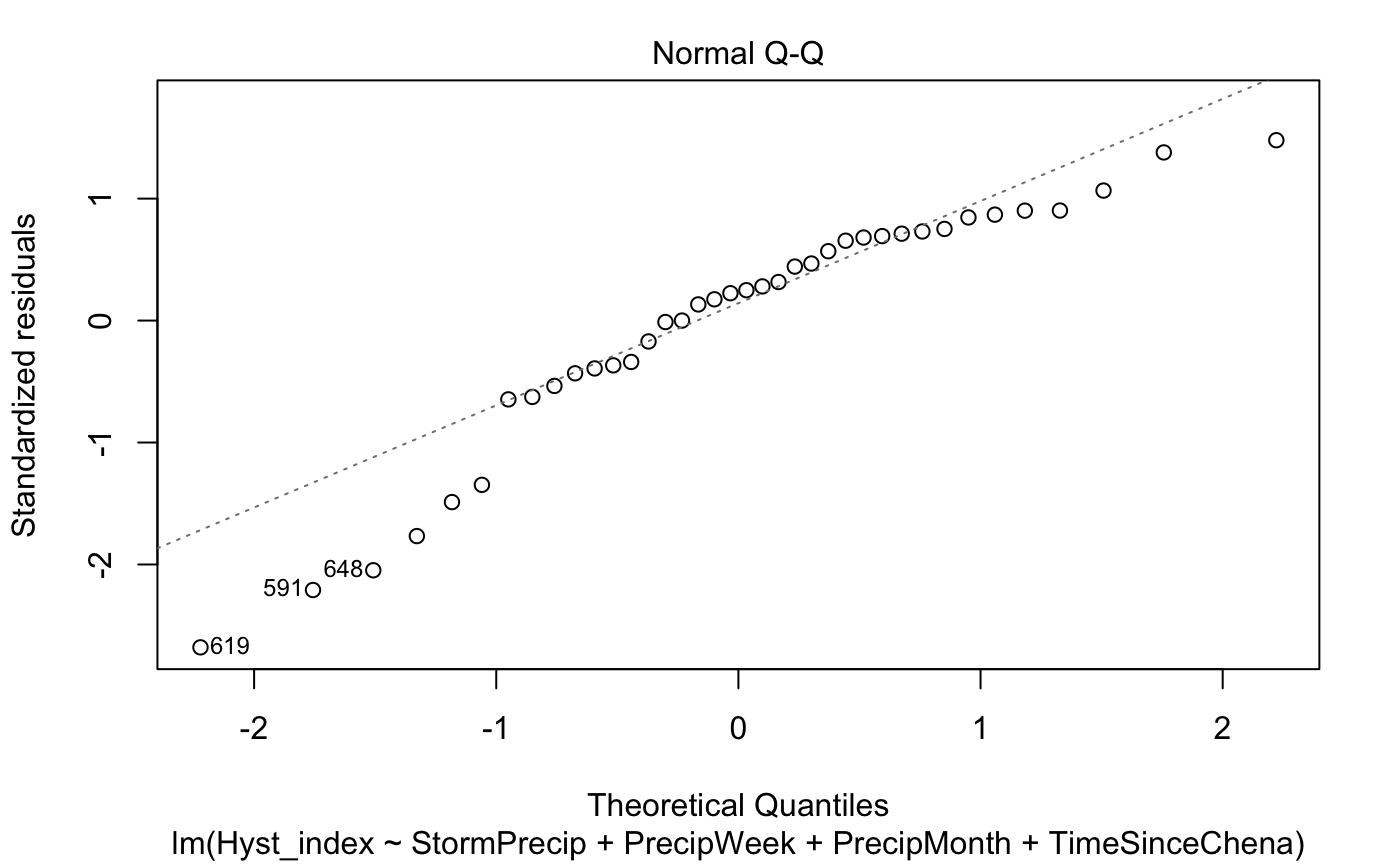 Normal Q-Q
Standardized residuals
1
0
-1
-2
648
591
619
-2 -1 0 1 2
Theoretical Quantiles
lm(Hyst_index ~ StormPrecip + PrecipWeek + PrecipMonth + TimeSinceChena)